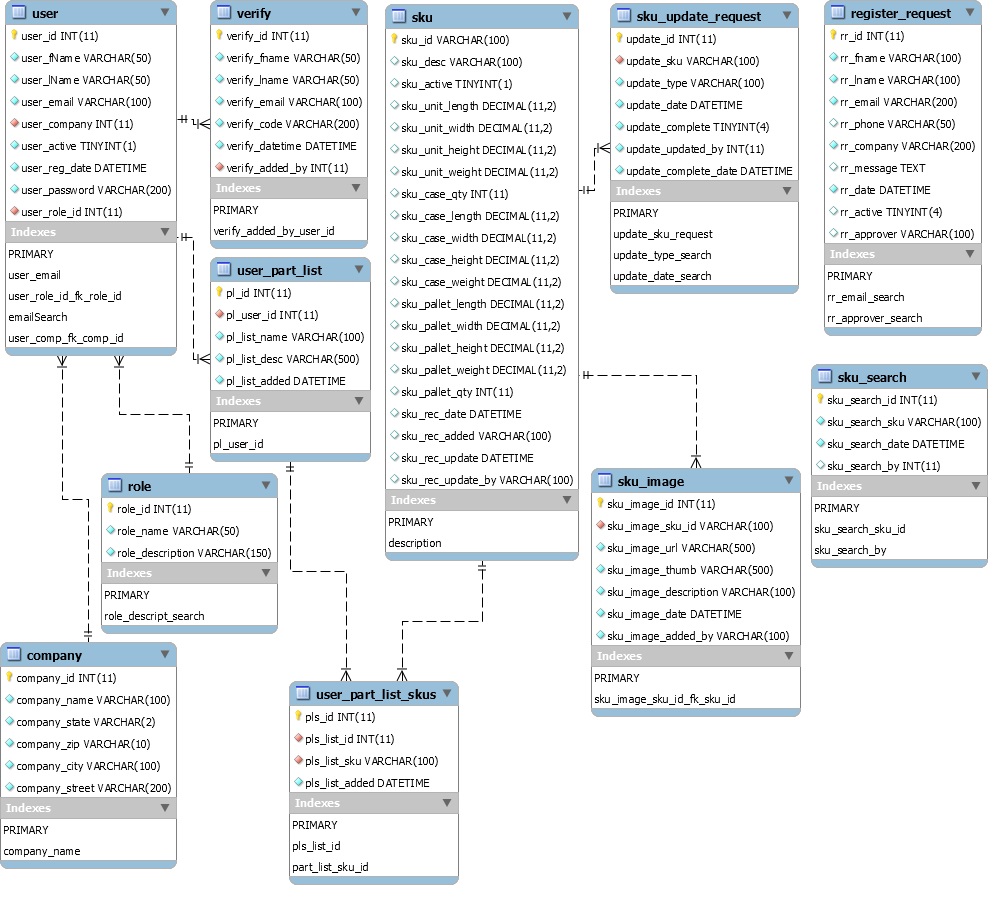 user
user_id INT(11)
user_fName VARCHAR(50)
user_lName VARCHAR(50)
user_email VARCHAR(100)
user_company INT(11)
user_active TINYINT(1)
user_reg_date DATETIME
user_password VARCHAR(200)
user_role_id INT(11)
Indexes
PRIMARY
user_email
user_role_id_fk_role_id
emailSearch
user_comp_fk_comp_id
verify
verify_id INT(11)
verify_fname VARCHAR(50)
verify_lname VARCHAR(50)
verify_email VARCHAR(100)
verify_code VARCHAR(200)
verify_datetime DATETIME
verify_added_by INT(11)
Indexes
PRIMARY
verify_added_by_user_id
user_part_list
pl_id INT(11)
pl_user_id INT(11)
pl_list_name VARCHAR(100)
pl_list_desc VARCHAR(500)
pl_list_added DATETIME
Indexes
PRIMARY
pl_user_id
sku
sku_id VARCHAR(100)
sku_desc VARCHAR(100)
sku_active TINYINT(1)
sku_unit_length DECIMAL(11,2)
sku_unit_width DECIMAL(11,2)
sku_unit_height DECIMAL(11,2)
sku_unit_weight DECIMAL(11,2)
sku_case_qty INT(11)
sku_case_length DECIMAL(11,2)
sku_case_width DECIMAL(11,2)
sku_case_height DECIMAL(11,2)
sku_case_weight DECIMAL(11,2)
sku_pallet_length DECIMAL(11,2)
sku_pallet_width DECIMAL(11,2)
sku_pallet_height DECIMAL(11,2)
sku_pallet_weight DECIMAL(11,2)
sku_pallet_qty INT(11)
sku_rec_date DATETIME
sku_rec_added VARCHAR(100)
sku_rec_update DATETIME
sku_rec_update_by VARCHAR(100)
Indexes
PRIMARY
description
sku_update_request
update_id INT(11)
update_sku VARCHAR(100)
update_type VARCHAR(100)
update_date DATETIME
update_complete TINYINT(4)
update_updated_by INT(11)
update_complete_date DATETIME
Indexes
PRIMARY
update_sku_request
update_type_search
update_date_search
register_request
rr_id INT(11)
rr_fname VARCHAR(100)
rr_lname VARCHAR(100)
rr_email VARCHAR(200)
rr_phone VARCHAR(50)
rr_company VARCHAR(200)
rr_message TEXT
rr_date DATETIME
rr_active TINYINT(4)
rr_approver VARCHAR(100)
Indexes
PRIMARY
rr_email_search
rr_approver_search
sku_search
sku_search_id INT(11)
sku_search_sku VARCHAR(100)
sku_search_date DATETIME
sku_search_by INT(11)
Indexes
PRIMARY
sku_search_sku_id
sku_search_by
role
role_id INT(11)
role_name VARCHAR(50)
role_description VARCHAR(150)
Indexes
PRIMARY
role_descript_search
sku_image
sku_image_id INT(11)
sku_image_sku_id VARCHAR(100)
sku_image_url VARCHAR(500)
sku_image_thumb VARCHAR(500)
sku_image_description VARCHAR(100)
sku_image_date DATETIME
sku_image_added_by VARCHAR(100)
Indexes
PRIMARY
sku_image_sku_id_fk_sku_id
company
company_id INT(11)
company_name VARCHAR(100)
company_state VARCHAR(2)
company_zip VARCHAR(10)
company_city VARCHAR(100)
company_street VARCHAR(200)
Indexes
PRIMARY
company_name
user_part_list_skus
pls_id INT(11)
pls_list_id INT(11)
pls_list_sku VARCHAR(100)
pls_list_added DATETIME
Indexes
PRIMARY
pls_list_id
part_list_sku_id